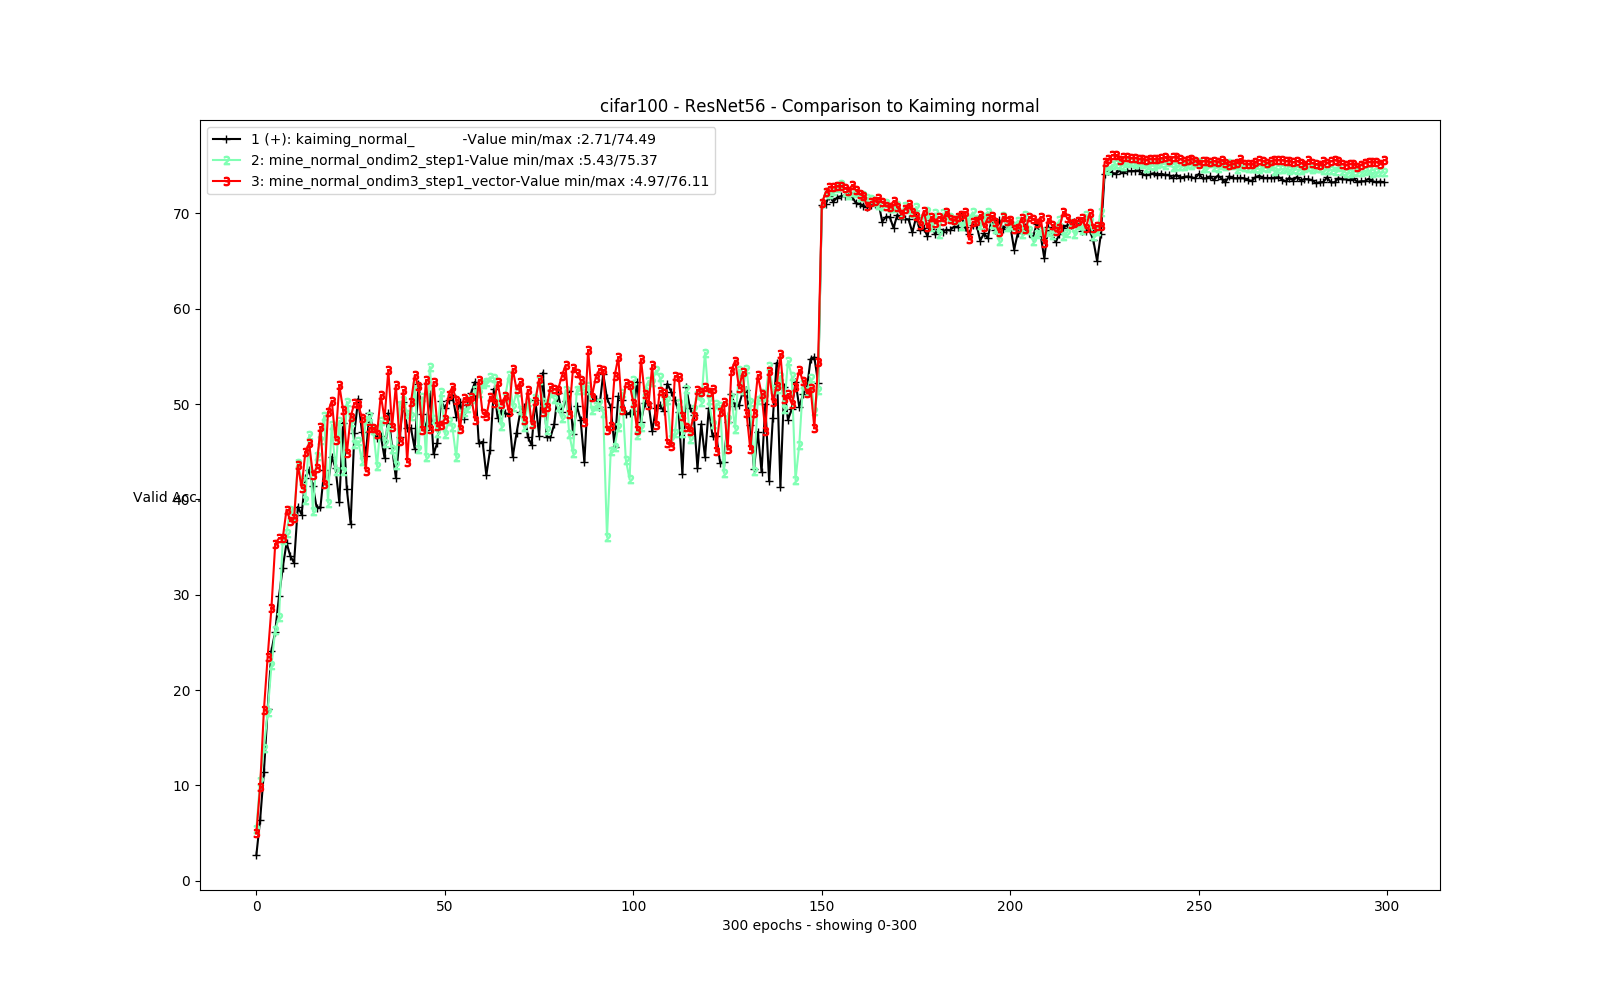 cifar100 - ResNet56 - Comparison to Kaiming normal
1 (+): kaiming_normal_ -Value min/max :2.71/74.49
2: mine_normal_ondim2_step1-Value min/max :5.43/75.37
3: mine_normal_ondim3_step1_vector-Value min/max :4.97/76.11
70
60
50
Valid Acc.
40
30
20
10
0
0 50 100 150 200 250 300
300 epochs - showing 0-300